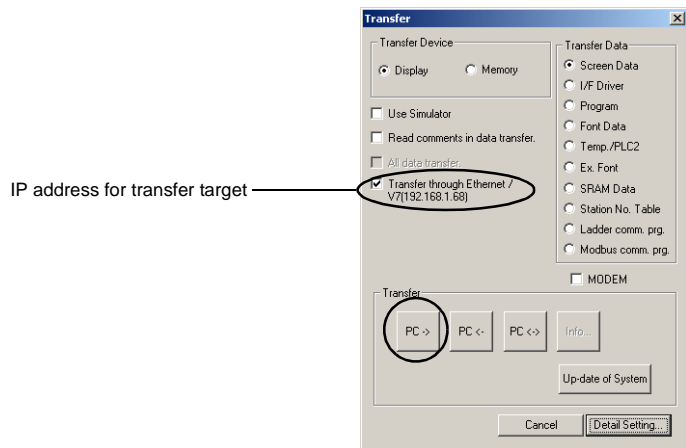 Transfer
Transfer Device
Display
Memory
Use Simulator
Read comments in data transfer.
All data transfer.
Transfer through Ethernet /
V7(192.168.1.68)
IP address for transfer target
Transfer Data
Screen Data
I/F Driver
Program
Font Data
Temp./PLC2
Ex. Font
SRAM Data
Station No. Table
Ladder comm. prg.
Modbus comm. prg.
MODEM
Transfer
PC ->
PC <-
PC <->
Info...
Up-date of System
Cancel
Detail Setting...